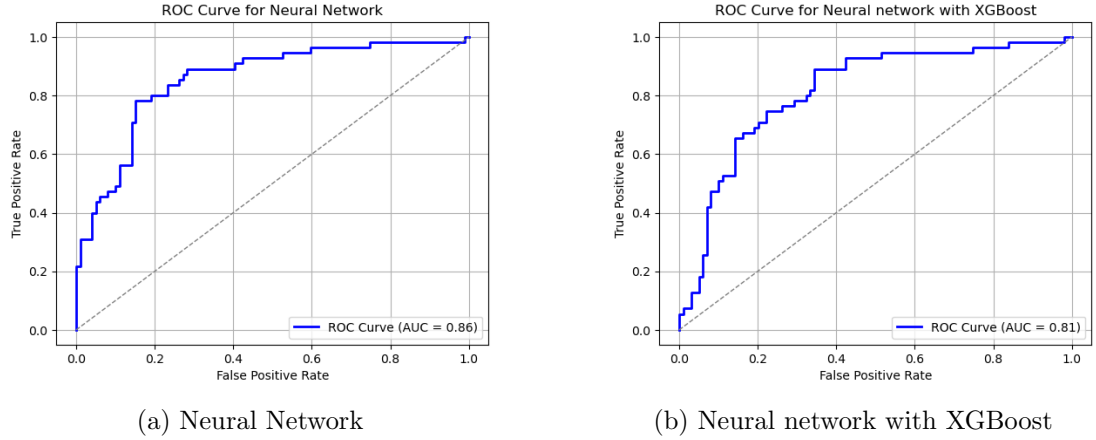 ROC Curve for Neural Network
1.0
0.8
0.6
0.4
0.2
0.0
True Positive Rate
0.0 0.2 0.4 0.6 0.8 1.0
False Positive Rate
ROC Curve (AUC = 0.86)
(a) Neural Network
ROC Curve for Neural network with XGBoost
1.0
0.8
0.6
0.4
0.2
0.0
True Positive Rate
0.0 0.2 0.4 0.6 0.8 1.0
False Positive Rate
ROC Curve (AUC = 0.81)
(b) Neural network with XGBoost